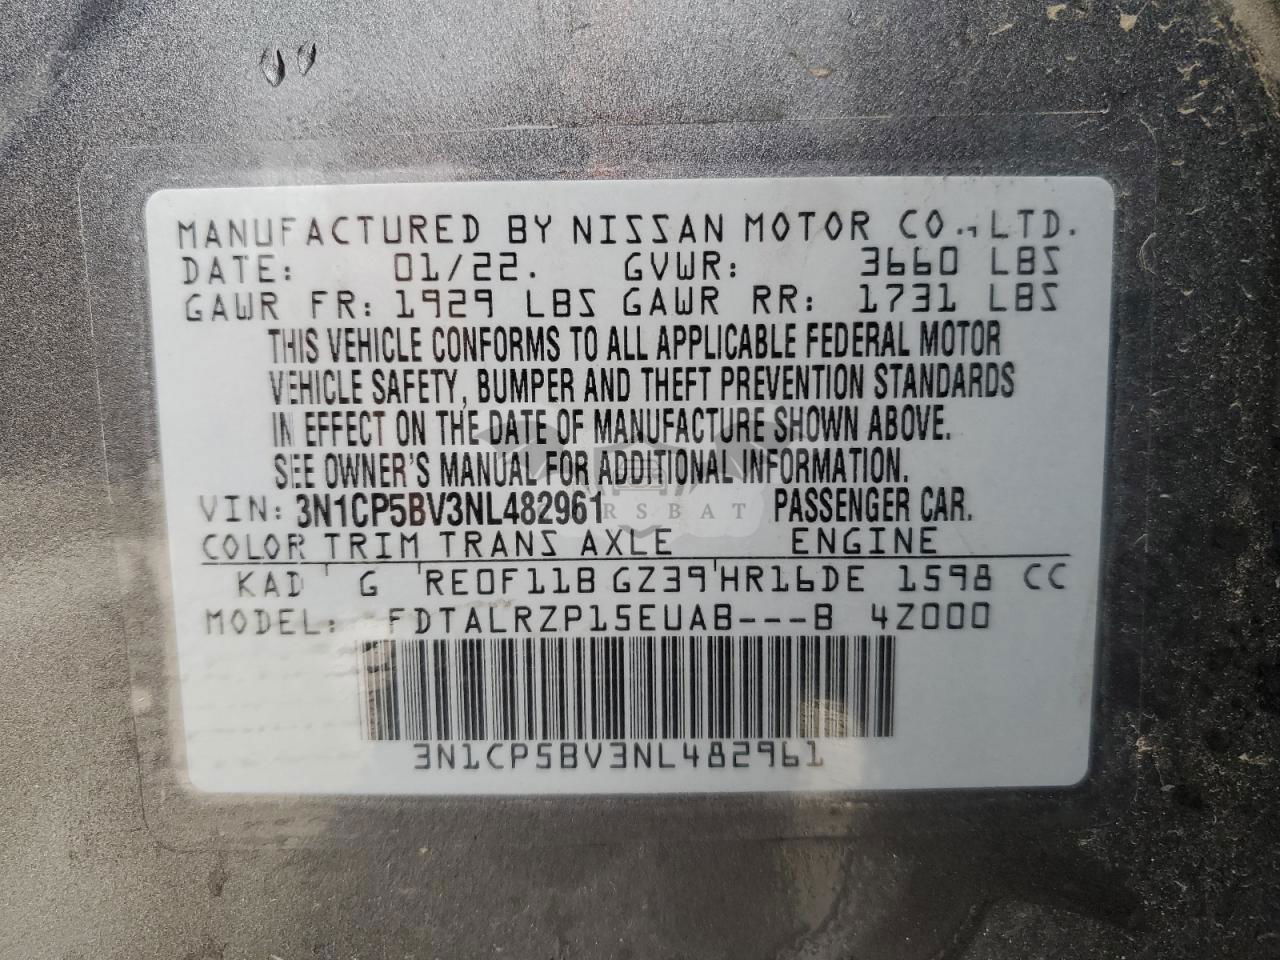 MANUFACTURED BY NISSAN MOTOR CO., LTD.
DATE: 01/22. GVWR: 3660 LBS
GAWR FR: 1929 LBS GAWR RR: 1731 LBS
THIS VEHICLE CONFORMS TO ALL APPLICABLE FEDERAL MOTOR
VEHICLE SAFETY, BUMPER AND THEFT PREVENTION STANDARDS
IN EFFECT ON THE DATE OF MANUFACTURE SHOWN ABOVE.
SEE OWNER'S MANUAL FOR ADDITIONAL INFORMATION.
VIN: 3N1CP5BV3NL482961 PASSENGER CAR.
COLOR TRIM TRANS AXLE ENGINE
KAD ' G ' RE0F11B GZ39 ' HR16DE 1598 CC
MODEL: FDTALRZP15EUAB---B 4Z000
3N1CP5BV3NL482961
CARSBAT